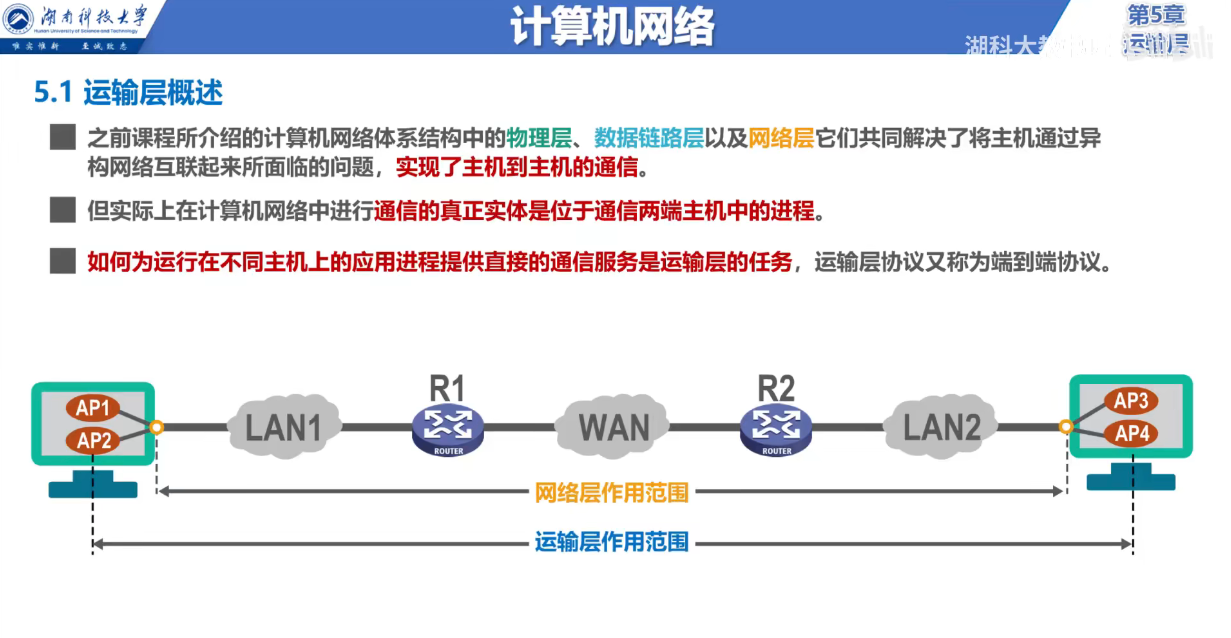 湖南科技大学
Hunan University of Science and Technology
唯实惟新 至诚致志
计算机网络
第5章
运输层
湖科大教
5.1 运输层概述
之前课程所介绍的计算机网络体系结构中的物理层、数据链路层以及网络层它们共同解决了将主机通过异
构网络互联起来所面临的问题，实现了主机到主机的通信。
但实际上在计算机网络中进行通信的真正实体是位于通信两端主机中的进程。
如何为运行在不同主机上的应用进程提供直接的通信服务是运输层的任务，运输层协议又称为端到端协议。
R1 R2
AP1 AP3
LAN1 WAN LAN2
AP2 AP4
ROUTER ROUTER
网络层作用范围
运输层作用范围